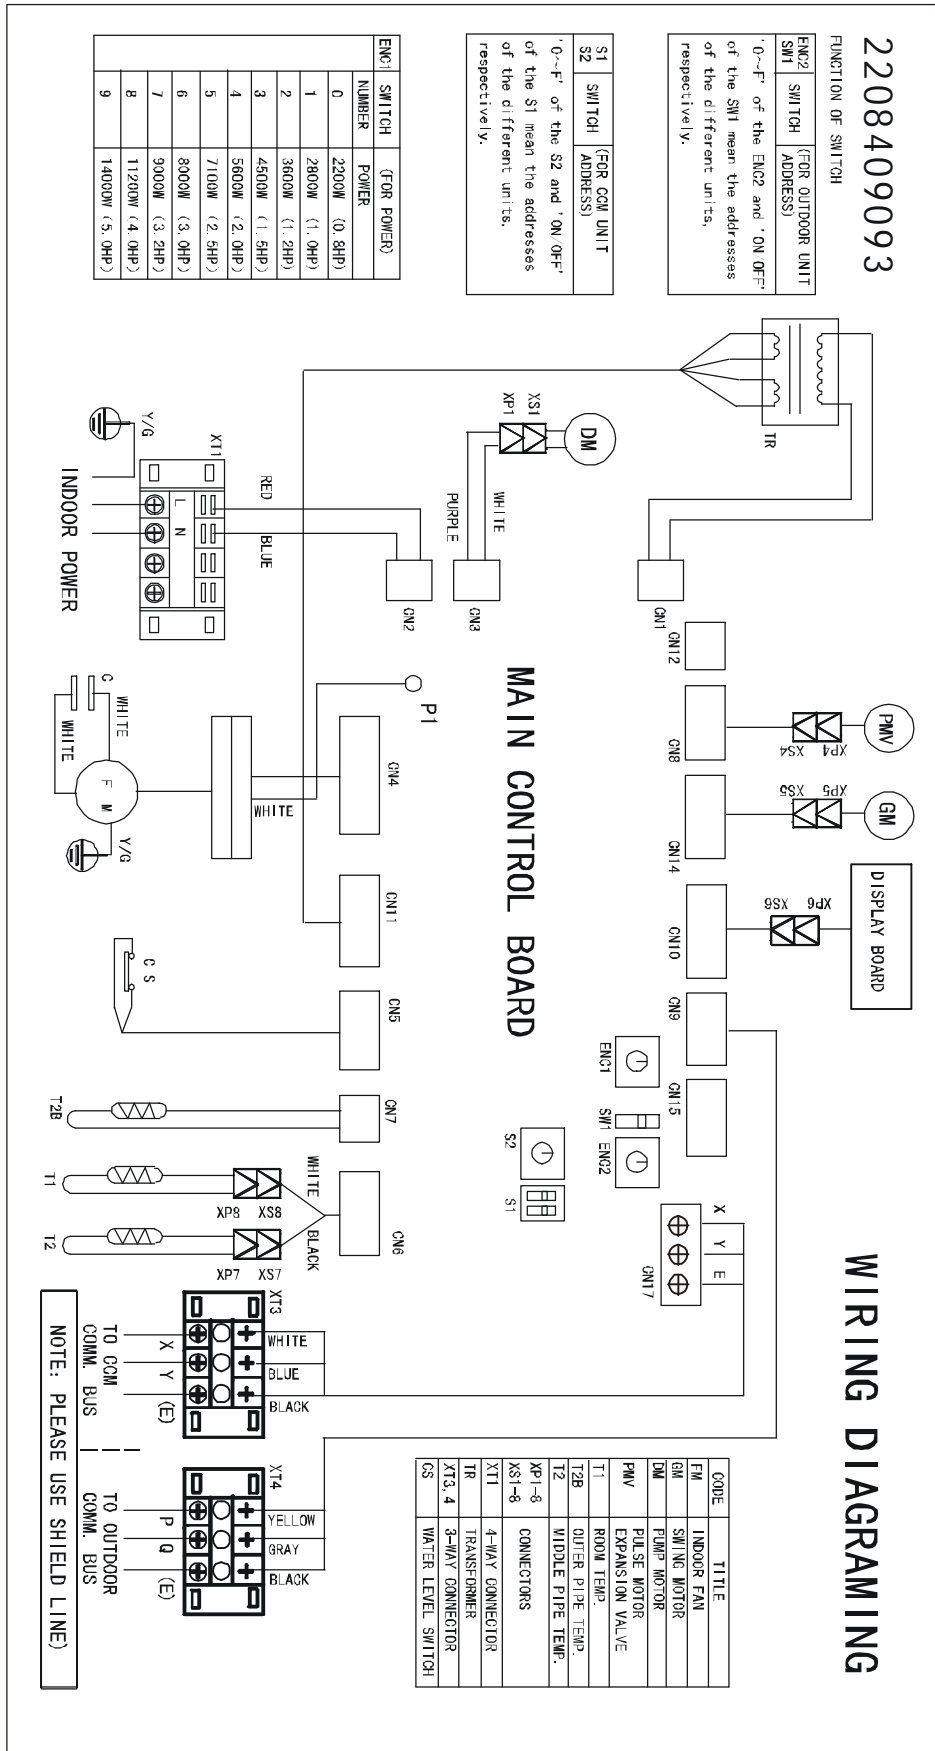 WIRING DIAGRAMING
2208409093
FUNCTION OF SWITCH
ENC2
SW1
SWITCH
(FOR OUTDOOR UNIT
ADDRESS)
'0~F' of the ENC2 and 'ON/OFF'
of the SW1 mean the addresses
of the different units,
respectively.
S1
S2
SWITCH
(FOR CCM UNIT
ADDRESS)
'0~F' of the S2 and 'ON/OFF'
of the S1 mean the addresses
of the different units,
respectively.
ENC1 SWITCH (FOR POWER)
NUMBER POWER
0 2200W (0.8HP)
1 2800W (1.0HP)
2 3600W (1.2HP)
3 4500W (1.5HP)
4 5600W (2.0HP)
5 7100W (2.5HP)
6 8000W (3.0HP)
7 9000W (3.2HP)
8 11200W (4.0HP)
9 14000W (5.0HP)
TR
DM
XS1
XP1
WHITE
PURPLE
CN3
CN1
CN2
RED
BLUE
XT1
L N
Y/G
INDOOR POWER
CN12
PMV
XP4
XS4
CN8
GM
XP5
XS5
CN14
DISPLAY BOARD
XP6
XS6
CN10
CN9
CN15
MAIN CONTROL BOARD
P1
CN4
WHITE
C
WHITE
WHITE
F M
Y/G
CN11
CN5
C S
CN7
T2B
CN6
WHITE
BLACK
XP8 XS8
T1
XP7 XS7
T2
ENC1
SW1
ENC2
S2
S1
X Y E
CN17
XT3
WHITE
BLUE
BLACK
X Y (E)
TO CCM
COMM. BUS
XT4
YELLOW
GRAY
BLACK
P Q (E)
TO OUTDOOR
COMM. BUS
NOTE: PLEASE USE SHIELD LINE)
CODE TITLE
FM INDOOR FAN
GM SWING MOTOR
DM PUMP MOTOR
PMV PULSE MOTOR
EXPANSION VALVE
T1 ROOM TEMP.
T2B OUTER PIPE TEMP.
T2 MIDDLE PIPE TEMP.
XP1-8
XS1-8
CONNECTORS
XT1 4-WAY CONNECTOR
TR TRANSFORMER
XT3, 4 3-WAY CONNECTOR
CS WATER LEVEL SWITCH